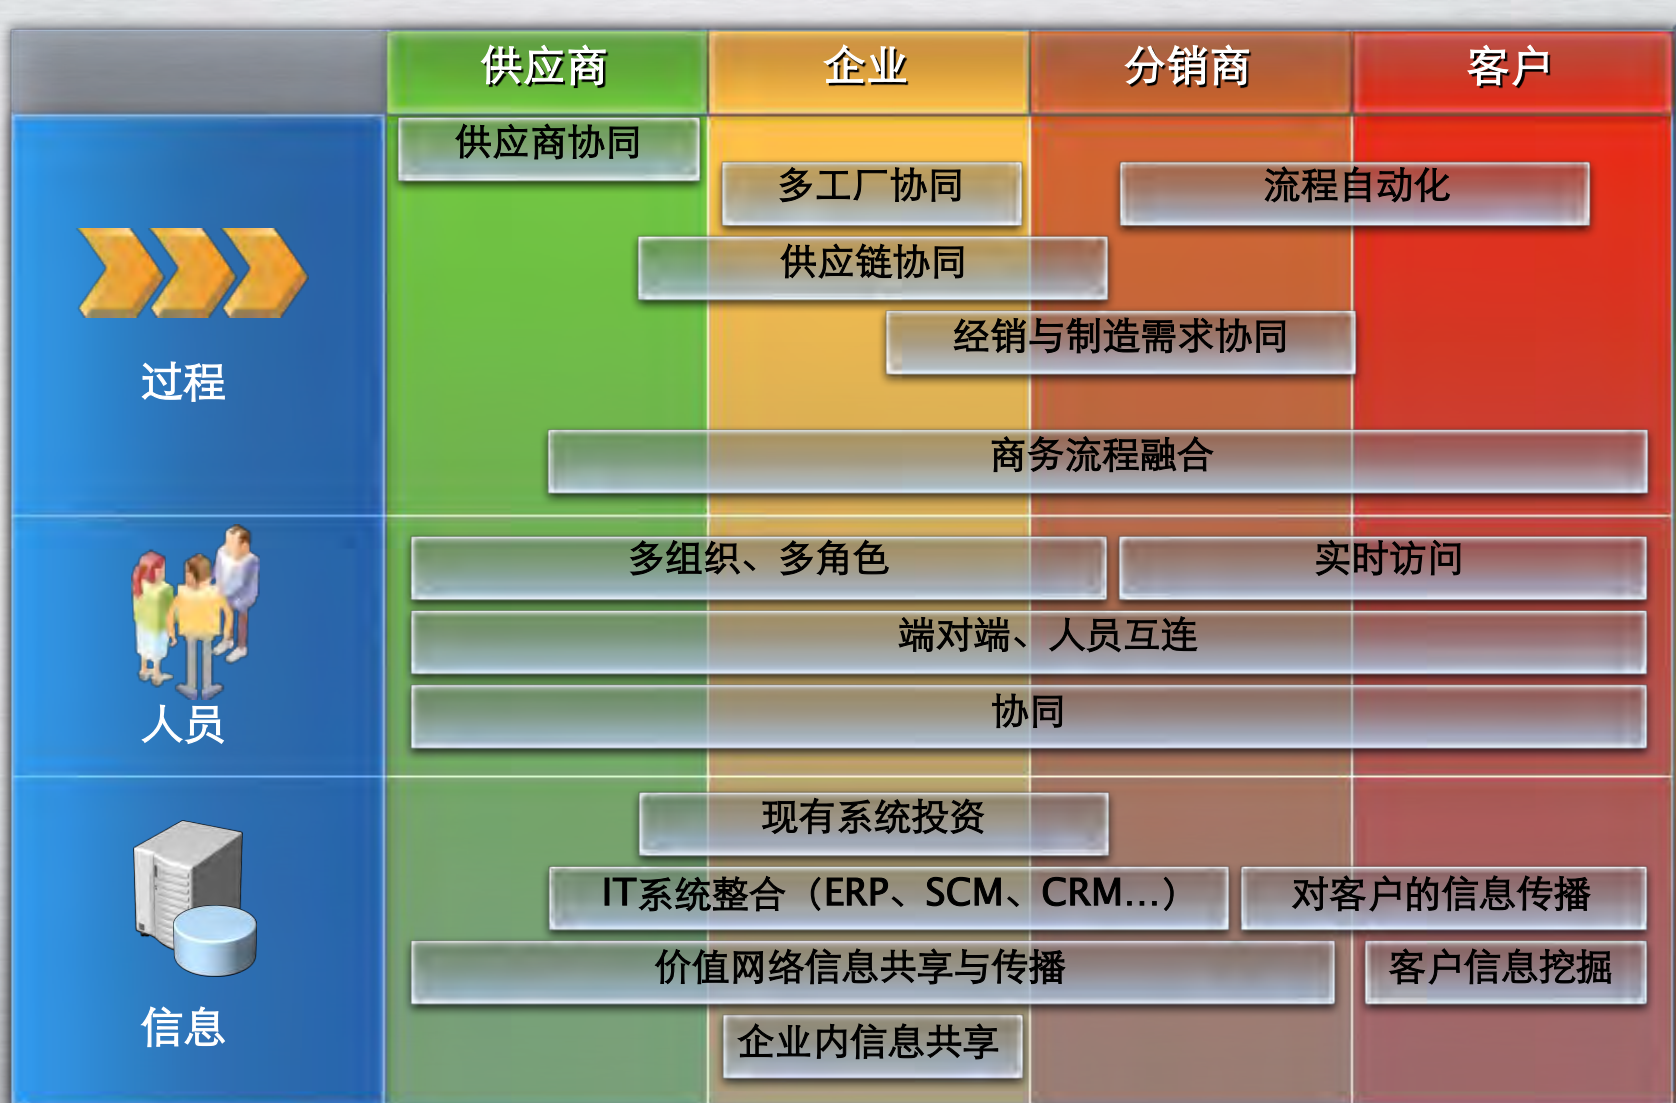 供应商
企业
分销商
客户
供应商协同
多工厂协同
流程自动化
供应链协同
经销与制造需求协同
过程
商务流程融合
多组织、多角色
实时访问
端对端、人员互连
协同
人员
现有系统投资
IT系统整合（ERP、SCM、CRM...）
对客户的信息传播
价值网络信息共享与传播
客户信息挖掘
信息
企业内信息共享